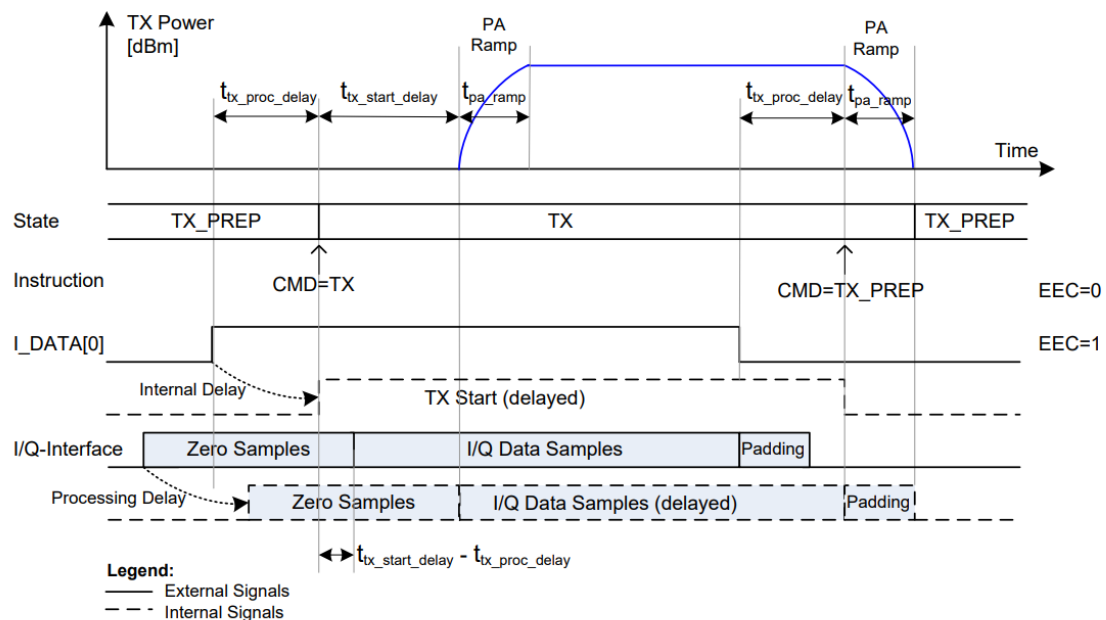 TX Power
[dBm]
PA
Ramp
PA
Ramp
t_tx_proc_delay
t_tx_start_delay
t_pa_ramp
t_tx_proc_delay
t_pa_ramp
Time
State
TX_PREP
TX
TX_PREP
Instruction
CMD=TX
CMD=TX_PREP
EEC=0
I_DATA[0]
EEC=1
Internal Delay
TX Start (delayed)
I/Q-Interface
Zero Samples
I/Q Data Samples
Padding
Processing Delay
Zero Samples
I/Q Data Samples (delayed)
Padding
t_tx_start_delay - t_tx_proc_delay
Legend:
External Signals
Internal Signals